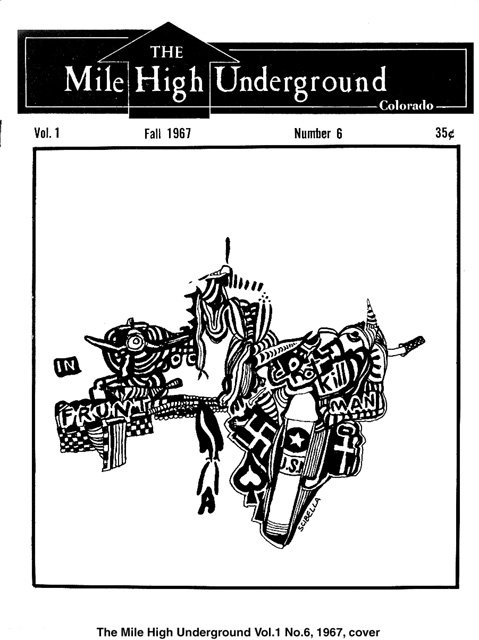 THE
Mile High Underground
Colorado
Vol. 1 Fall 1967 Number 6 35¢
IN
FRONT
A
Kill
MAN
U.S.
SLIBELLA
The Mile High Underground Vol.1 No.6, 1967, cover